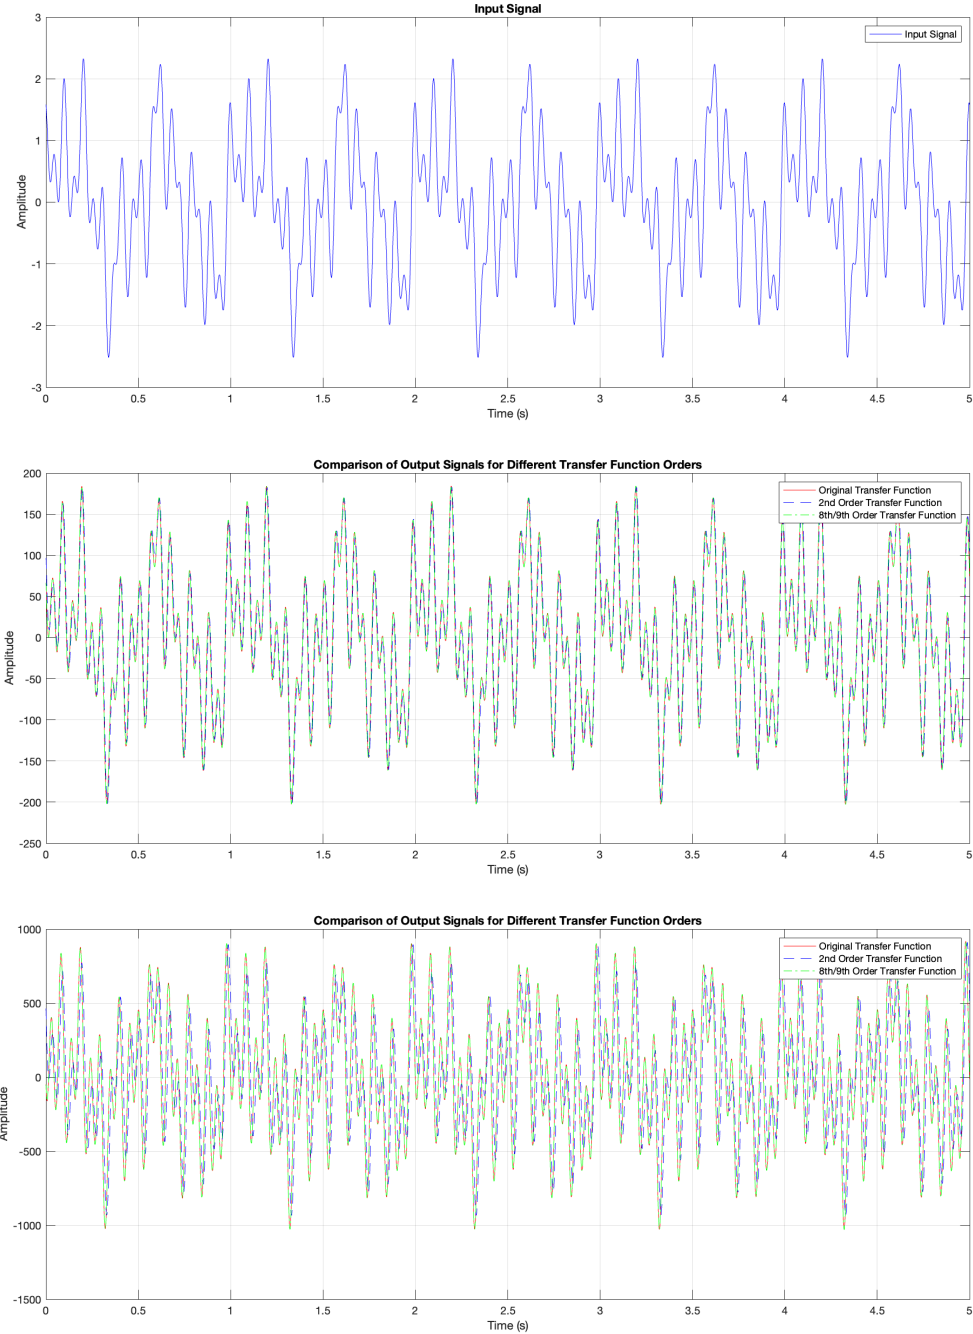 Input Signal
3
2
1
0
-1
-2
-3
Amplitude
Input Signal
0 0.5 1 1.5 2 2.5 3 3.5 4 4.5 5
Time (s)
Comparison of Output Signals for Different Transfer Function Orders
200
150
100
50
0
-50
-100
-150
-200
-250
Amplitude
Original Transfer Function
2nd Order Transfer Function
8th/9th Order Transfer Function
0 0.5 1 1.5 2 2.5 3 3.5 4 4.5 5
Time (s)
Comparison of Output Signals for Different Transfer Function Orders
1000
500
0
-500
-1000
-1500
Amplitude
Original Transfer Function
2nd Order Transfer Function
8th/9th Order Transfer Function
0 0.5 1 1.5 2 2.5 3 3.5 4 4.5 5
Time (s)